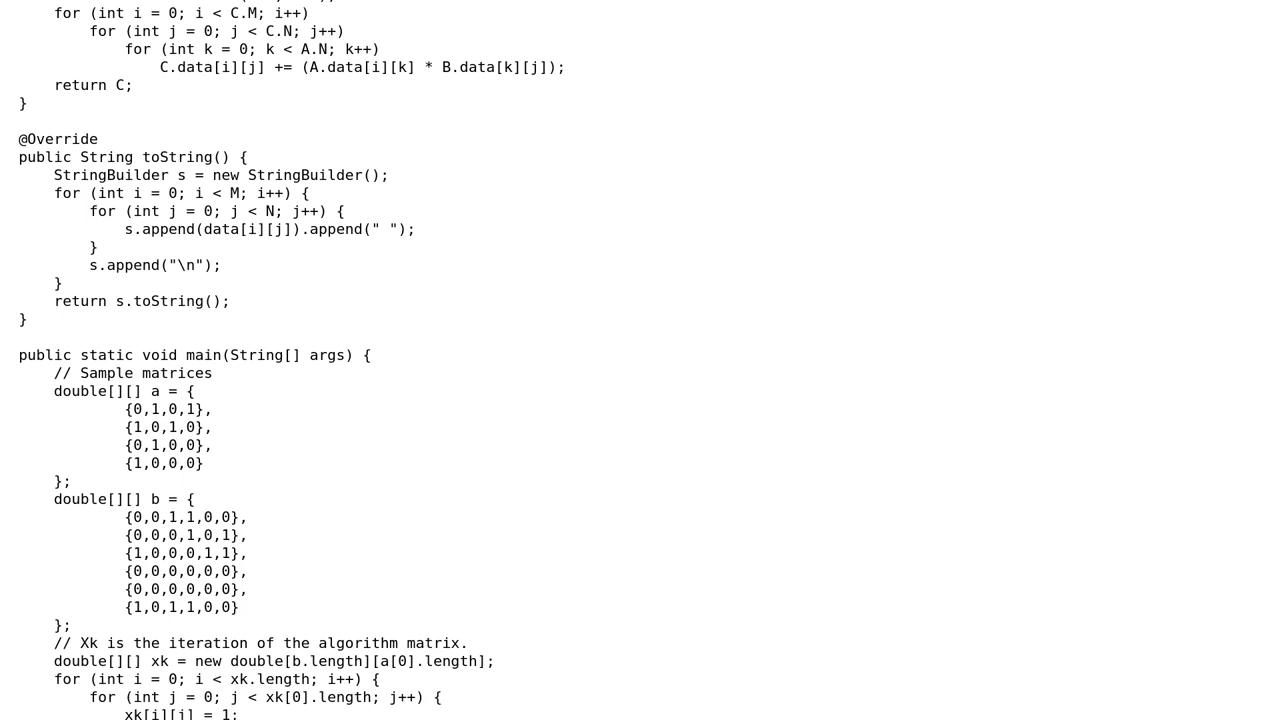 for (int i = 0; i < C.M; i++)
        for (int j = 0; j < C.N; j++)
            for (int k = 0; k < A.N; k++)
                C.data[i][j] += (A.data[i][k] * B.data[k][j]);
    return C;
}

@Override
public String toString() {
    StringBuilder s = new StringBuilder();
    for (int i = 0; i < M; i++) {
        for (int j = 0; j < N; j++) {
            s.append(data[i][j]).append(" ");
        }
        s.append("\n");
    }
    return s.toString();
}

public static void main(String[] args) {
    // Sample matrices
    double[][] a = {
            {0,1,0,1},
            {1,0,1,0},
            {0,1,0,0},
            {1,0,0,0}
    };
    double[][] b = {
            {0,0,1,1,0,0},
            {0,0,0,1,0,1},
            {1,0,0,0,1,1},
            {0,0,0,0,0,0},
            {0,0,0,0,0,0},
            {1,0,1,1,0,0}
    };
    // Xk is the iteration of the algorithm matrix.
    double[][] xk = new double[b.length][a[0].length];
    for (int i = 0; i < xk.length; i++) {
        for (int j = 0; j < xk[0].length; j++) {
            xk[i][j] = 1;